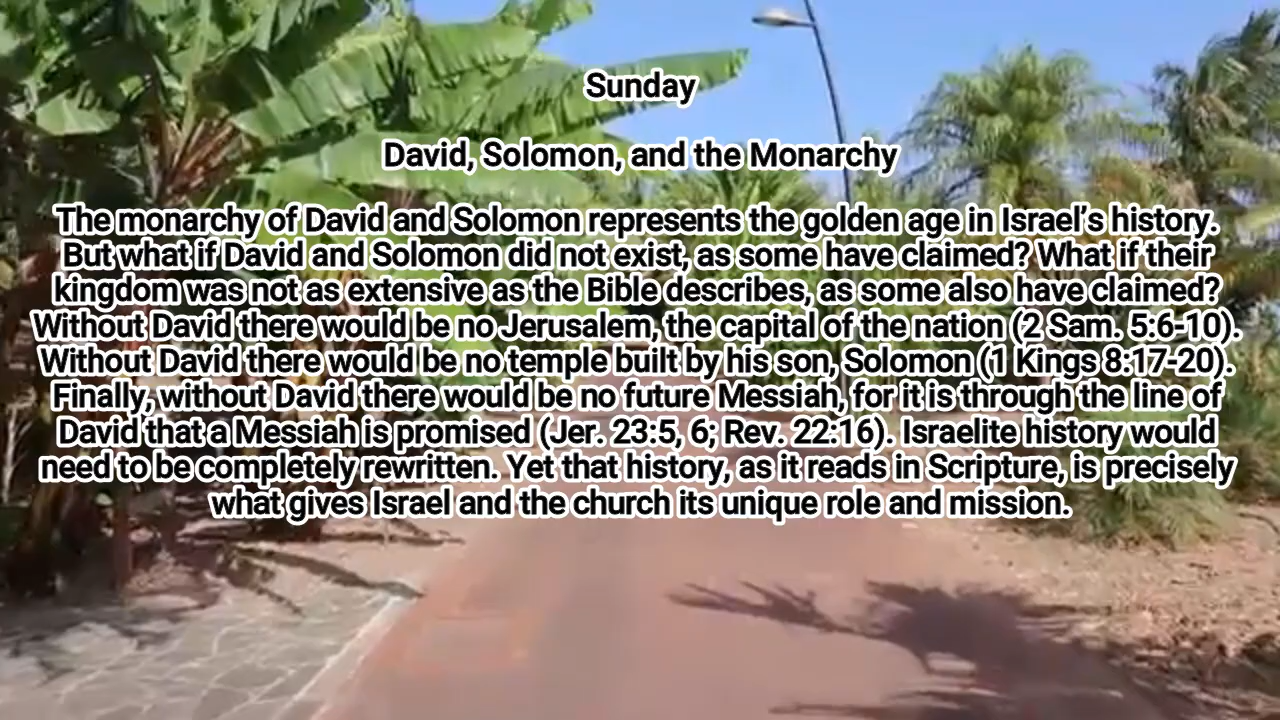 Sunday
David, Solomon, and the Monarchy
The monarchy of David and Solomon represents the golden age in Israel’s history.
But what if David and Solomon did not exist, as some have claimed? What if their
kingdom was not as extensive as the Bible describes, as some also have claimed?
Without David there would be no Jerusalem, the capital of the nation (2 Sam. 5:6-10).
Without David there would be no temple built by his son, Solomon (1 Kings 8:17-20).
Finally, without David there would be no future Messiah, for it is through the line of
David that a Messiah is promised (Jer. 23:5, 6; Rev. 22:16). Israelite history would
need to be completely rewritten. Yet that history, as it reads in Scripture, is precisely
what gives Israel and the church its unique role and mission.